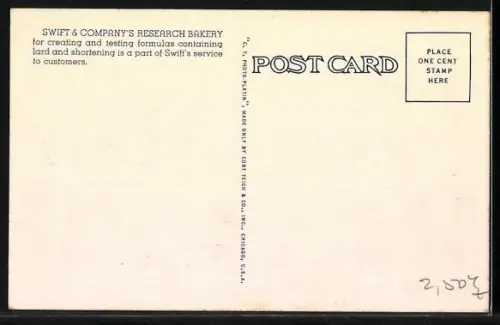 SWIFT & COMPANY'S RESEARCH BAKERY
for creating and testing formulas containing
lard and shortening is a part of Swift's service
to customers.
"C. T. PHOTO-PLATIN", MADE ONLY BY CURT TEICH & CO., INC., CHICAGO, U.S.A.
POST CARD
PLACE
ONE CENT
STAMP
HERE